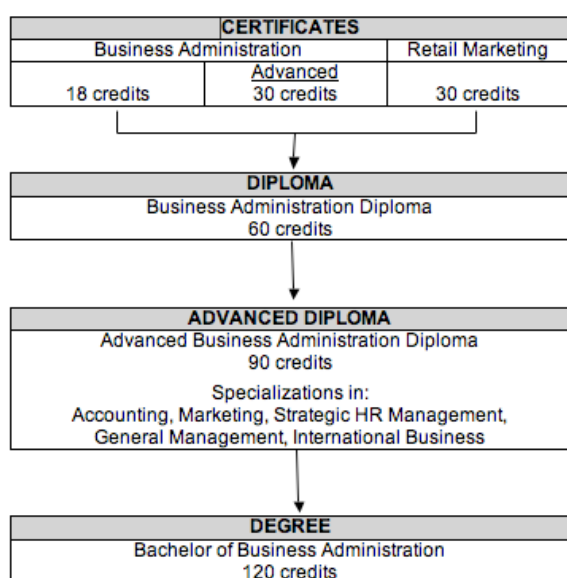 CERTIFICATES
Business Administration
Retail Marketing
Advanced
18 credits
30 credits
30 credits
DIPLOMA
Business Administration Diploma
60 credits
ADVANCED DIPLOMA
Advanced Business Administration Diploma
90 credits
Specializations in:
Accounting, Marketing, Strategic HR Management,
General Management, International Business
DEGREE
Bachelor of Business Administration
120 credits